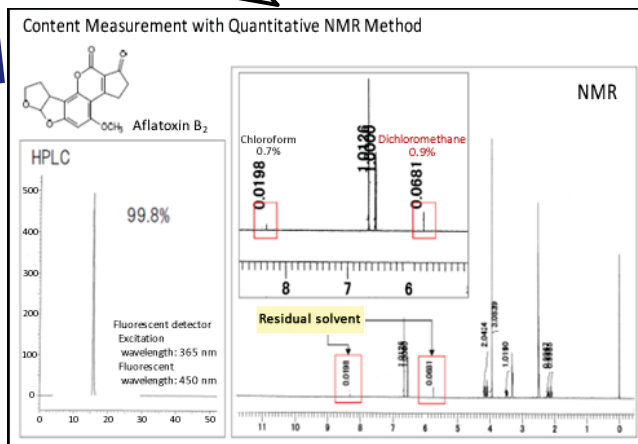 Content Measurement with Quantitative NMR Method
O
O
O
O
O
OCH₃
Aflatoxin B₂
HPLC
99.8%
500
400
300
200
100
0
Fluorescent detector
Excitation
wavelength: 365 nm
Fluorescent
wavelength: 450 nm
0 10 20 30 40 50
NMR
Chloroform
0.7%
Dichloromethane
0.9%
0.0198
1.0126
1.0000
0.0681
8 7 6
Residual solvent
0.0198
0.0681
2.0414
3.0639
11 10 9 8 7 6 5 4 3 2 1 0